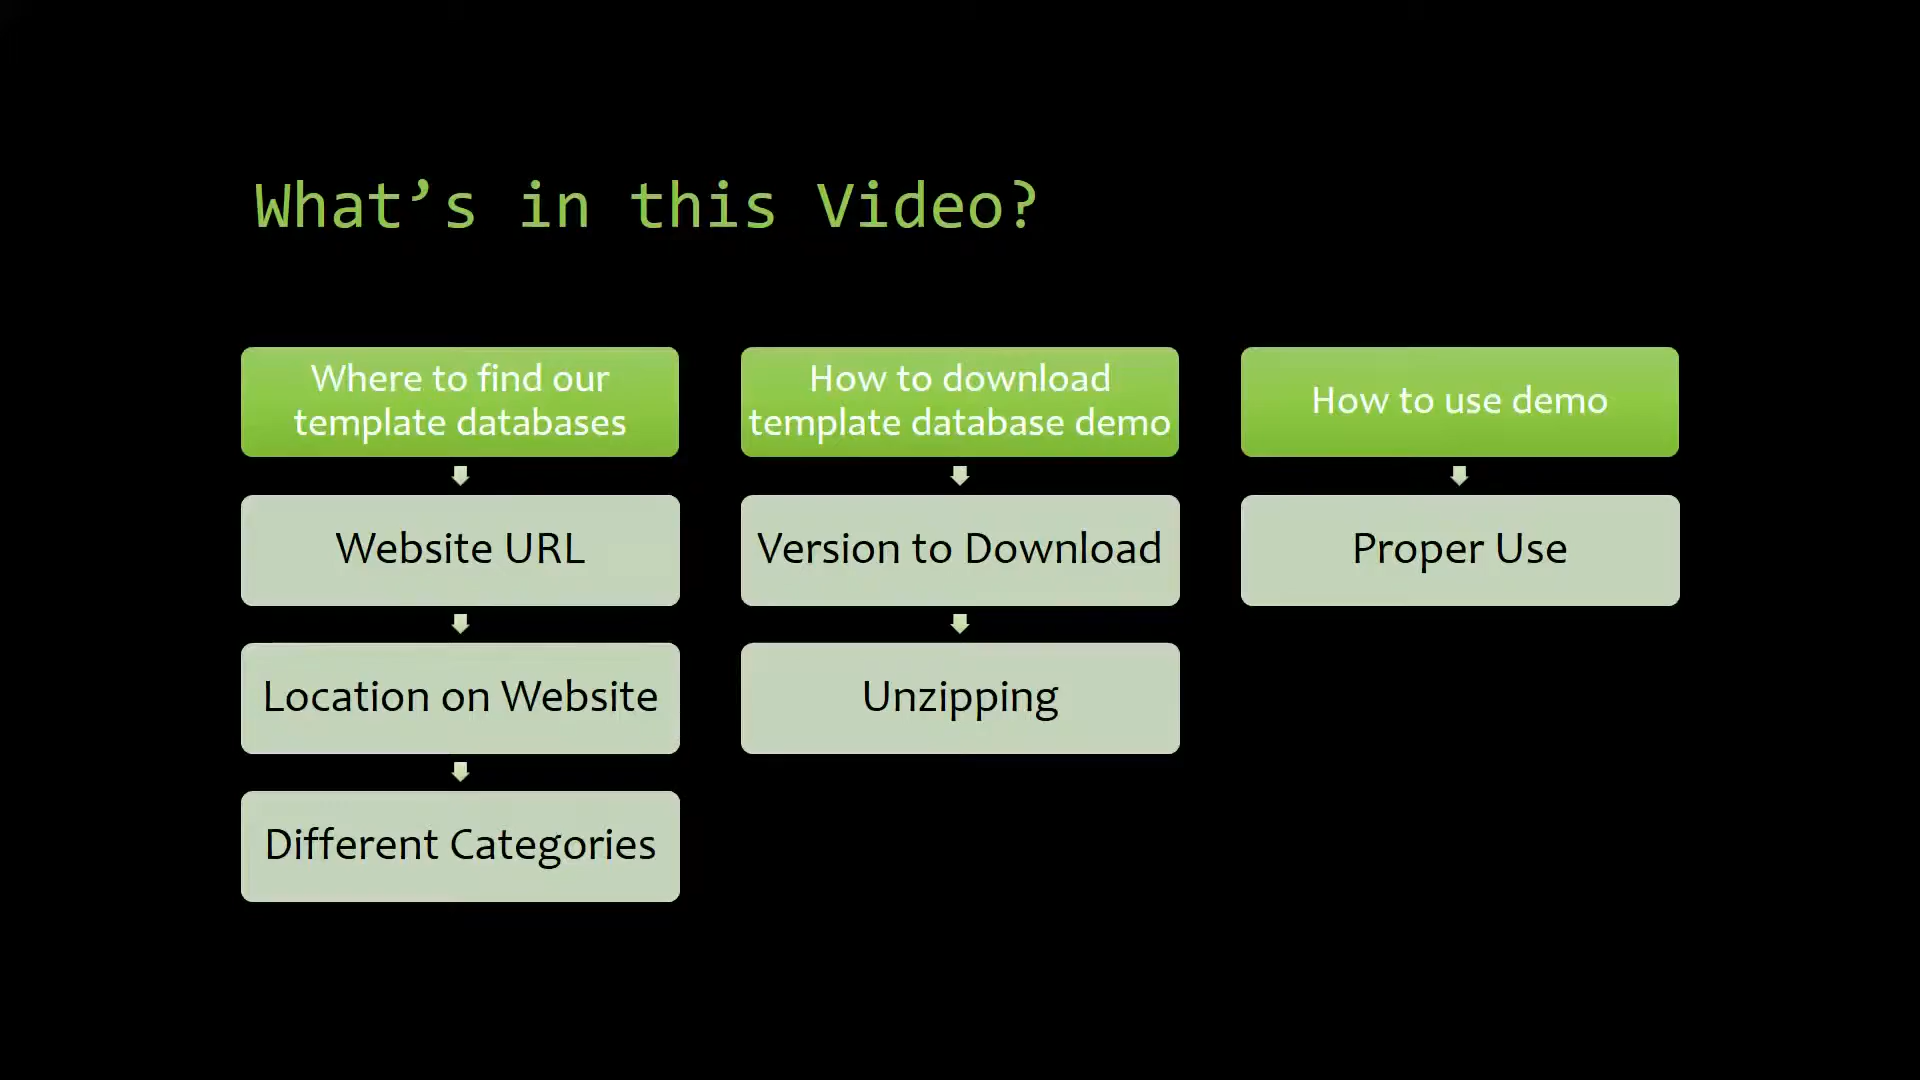 What’s in this Video?
Where to find our
template databases
Website URL
Location on Website
Different Categories
How to download
template database demo
Version to Download
Unzipping
How to use demo
Proper Use